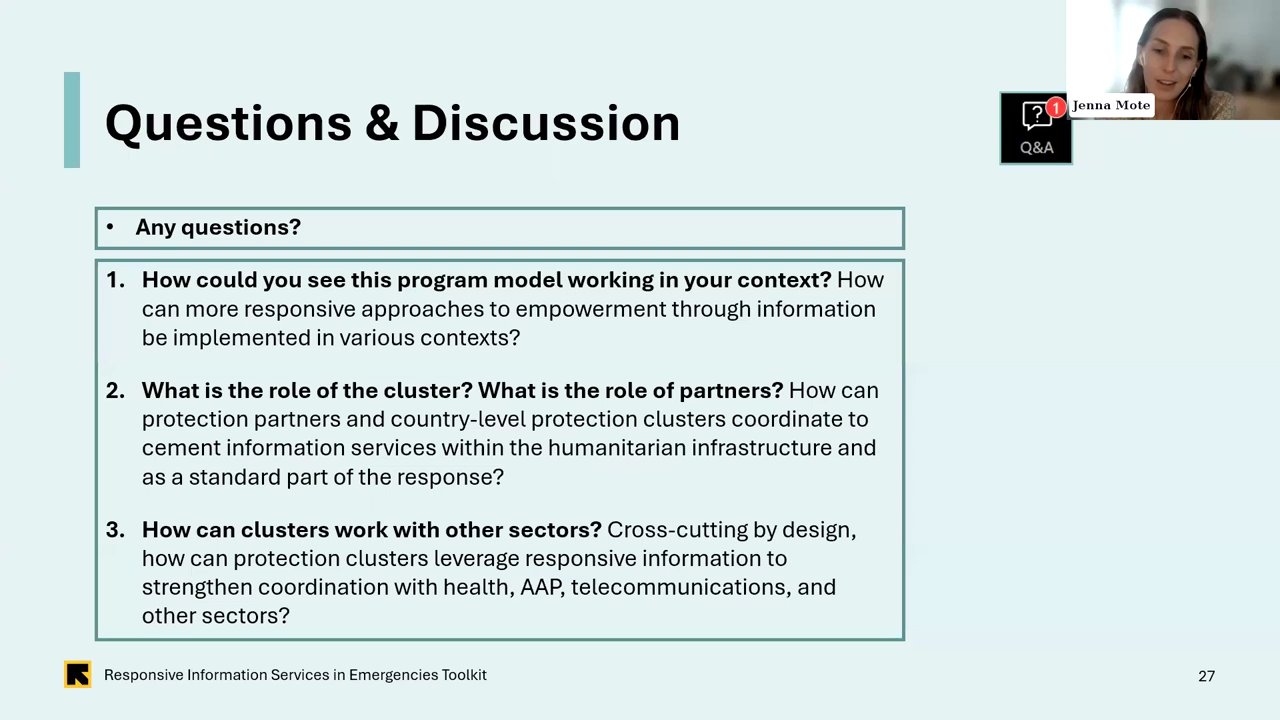 Questions & Discussion
1
Q&A
Jenna Mote
• Any questions?
1. How could you see this program model working in your context? How
can more responsive approaches to empowerment through information
be implemented in various contexts?
2. What is the role of the cluster? What is the role of partners? How can
protection partners and country-level protection clusters coordinate to
cement information services within the humanitarian infrastructure and
as a standard part of the response?
3. How can clusters work with other sectors? Cross-cutting by design,
how can protection clusters leverage responsive information to
strengthen coordination with health, AAP, telecommunications, and
other sectors?
Responsive Information Services in Emergencies Toolkit
27